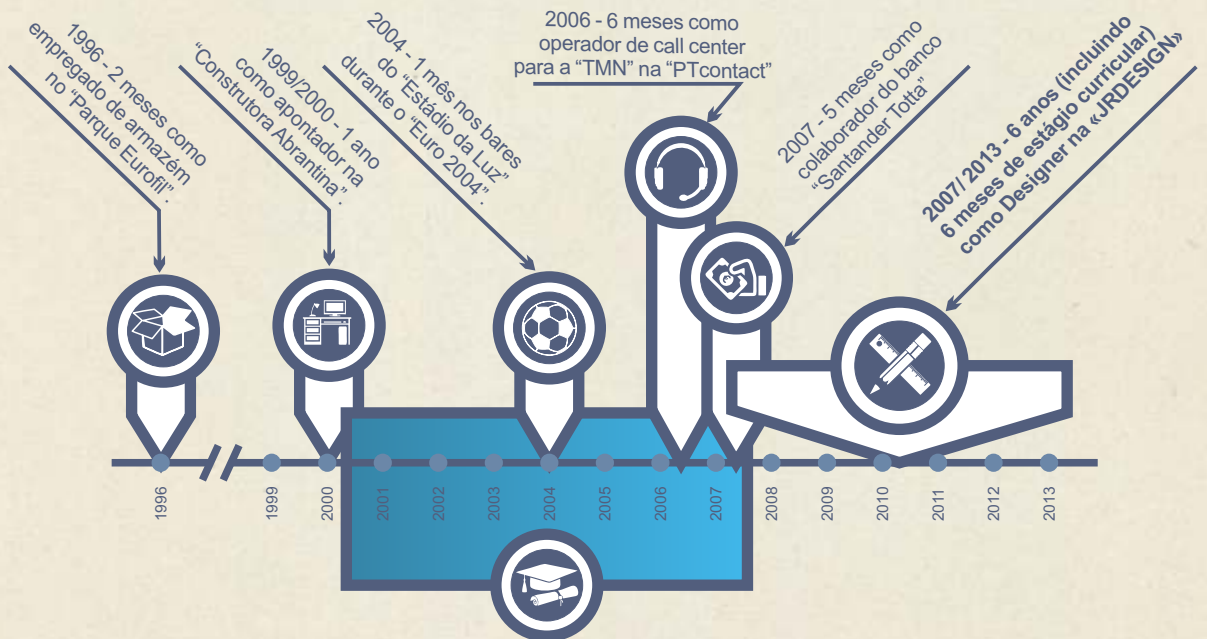 1996 - 2 meses como
empregado de armazém
no “Parque Eurofil”.
1999/2000 - 1 ano
como apontador na
“Construtora Abrantina”.
2004 - 1 mês nos bares
do “Estádio da Luz”
durante o “Euro 2004”.
2006 - 6 meses como
operador de call center
para a “TMN” na “PTcontact”
2007 - 5 meses como
colaborador do banco
“Santander Totta”
2007/ 2013 - 6 anos (incluindo
6 meses de estágio curricular)
como Designer na «JRDESIGN»
1996
1999
2000
2001
2002
2003
2004
2005
2006
2007
2008
2009
2010
2011
2012
2013